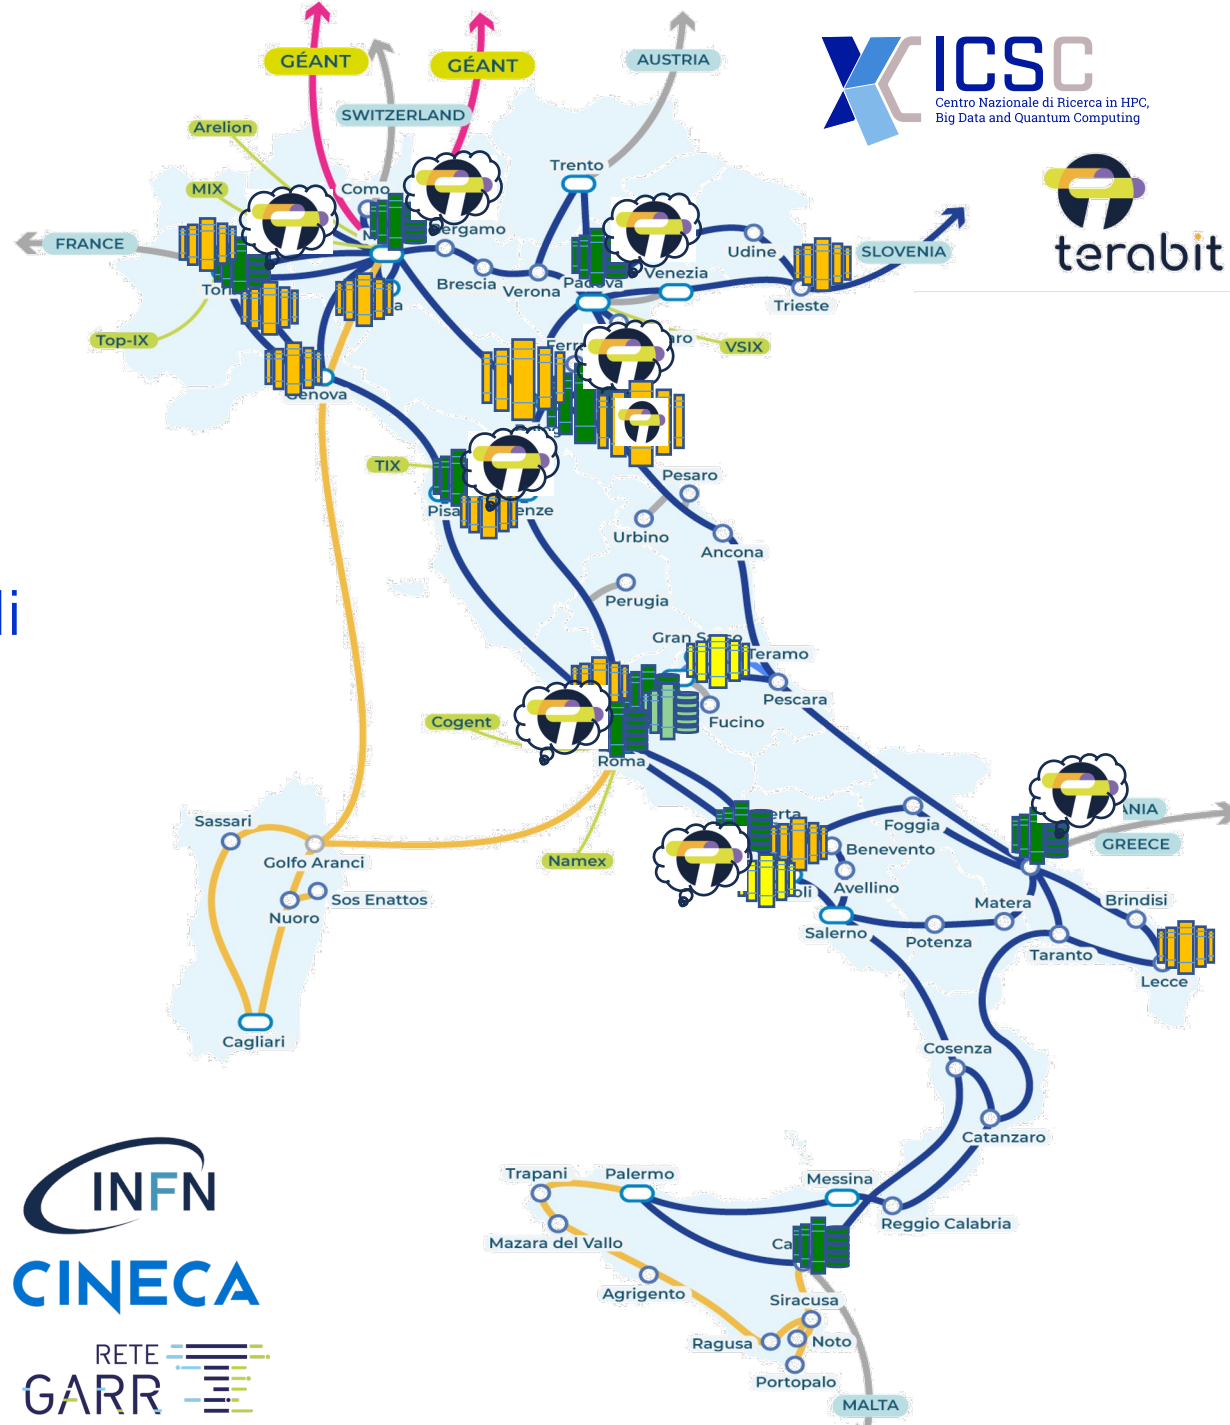 GÉANT
GÉANT
AUSTRIA
SWITZERLAND
ICSC
Centro Nazionale di Ricerca in HPC,
Big Data and Quantum Computing
Arelion
MIX
Como
Trento
terabit
FRANCE
Udine
SLOVENIA
Brescia
Verona
Venezia
Trieste
Top-IX
VSIX
Genova
TIX
Pisa
Pesaro
Urbino
Ancona
Perugia
Teramo
Pescara
Fucino
Cogent
Roma
Namex
Foggia
Benevento
Avellino
GREECE
Salerno
Potenza
Matera
Brindisi
Taranto
Lecce
Sassari
Golfo Aranci
Sos Enattos
Nuoro
Cagliari
Cosenza
Catanzaro
Trapani
Palermo
Messina
Reggio Calabria
Mazara del Vallo
Agrigento
Siracusa
Ragusa
Noto
Portopalo
MALTA
INFN
CINECA
RETE
GARR